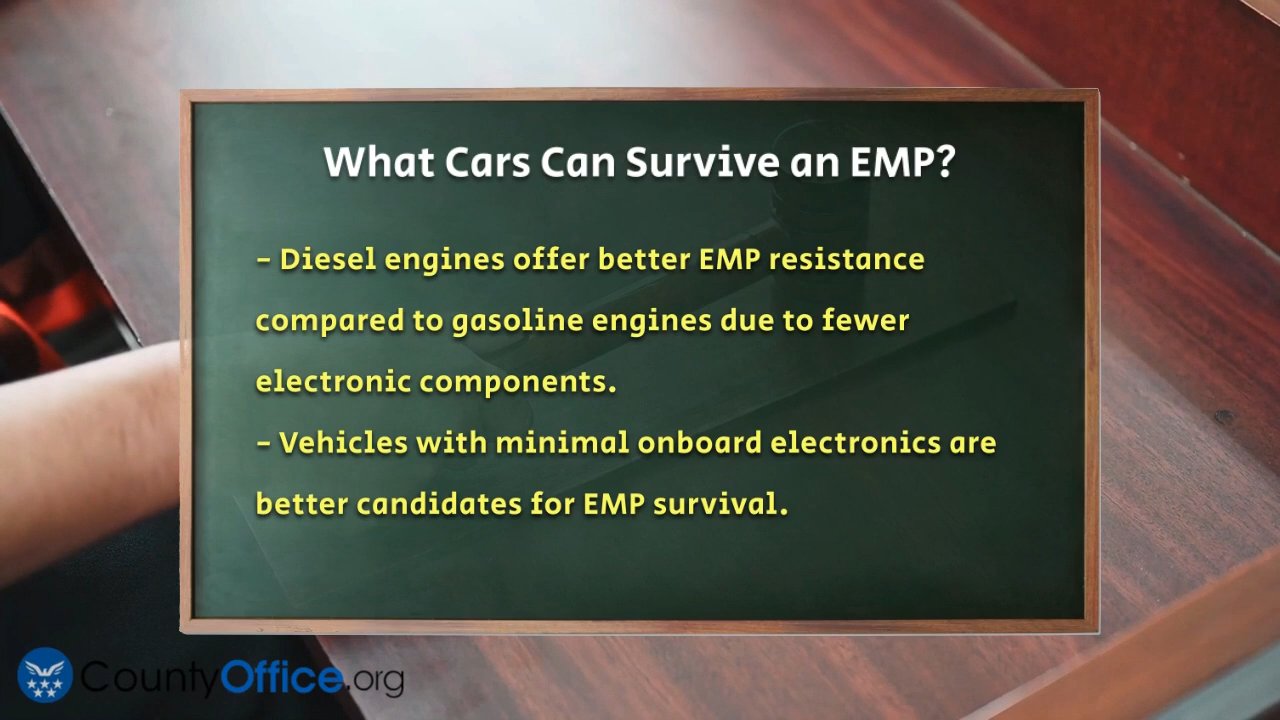 What Cars Can Survive an EMP?
– Diesel engines offer better EMP resistance
compared to gasoline engines due to fewer
electronic components.
– Vehicles with minimal onboard electronics are
better candidates for EMP survival.
CountyOffice.org